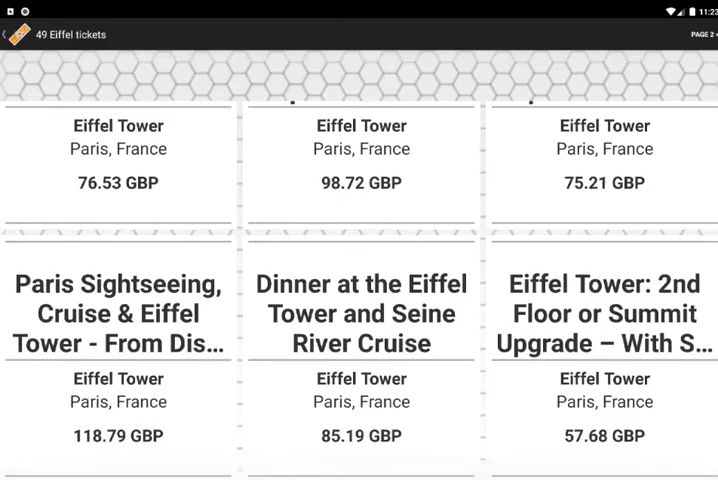 11:23
49 Eiffel tickets
PAGE 2
Eiffel Tower
Paris, France
76.53 GBP
Eiffel Tower
Paris, France
98.72 GBP
Eiffel Tower
Paris, France
75.21 GBP
Paris Sightseeing,
Cruise & Eiffel
Tower - From Dis...
Eiffel Tower
Paris, France
118.79 GBP
Dinner at the Eiffel
Tower and Seine
River Cruise
Eiffel Tower
Paris, France
85.19 GBP
Eiffel Tower: 2nd
Floor or Summit
Upgrade – With S...
Eiffel Tower
Paris, France
57.68 GBP